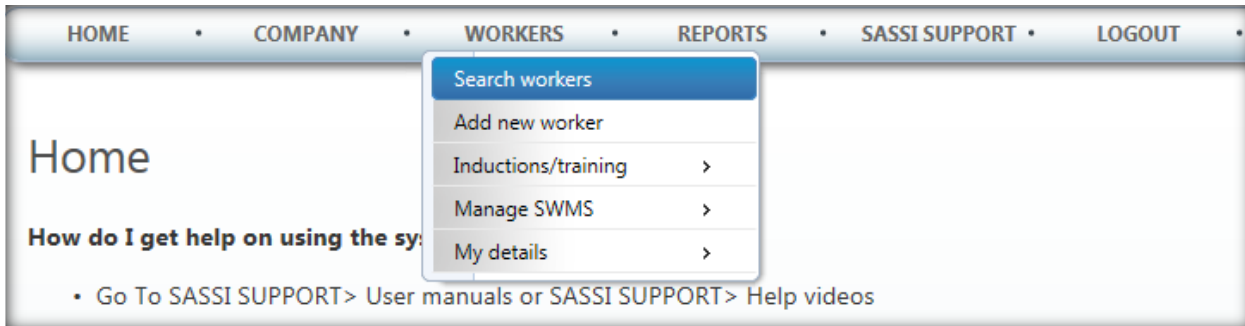 HOME • COMPANY • WORKERS • REPORTS • SASSI SUPPORT • LOGOUT •
Search workers
Add new worker
Inductions/training >
Manage SWMS >
My details >
Home
How do I get help on using the
• Go To SASSI SUPPORT> User manuals or SASSI SUPPORT> Help videos